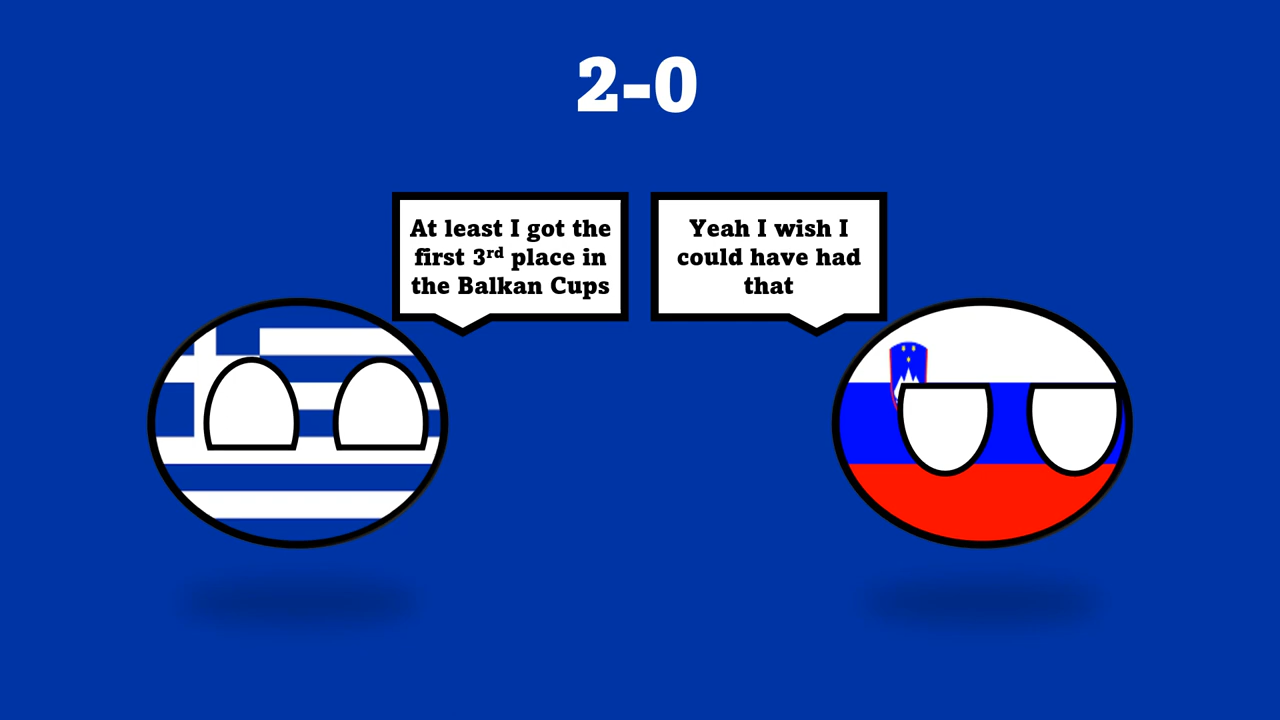 2-0
At least I got the
first 3rd place in
the Balkan Cups
Yeah I wish I
could have had
that